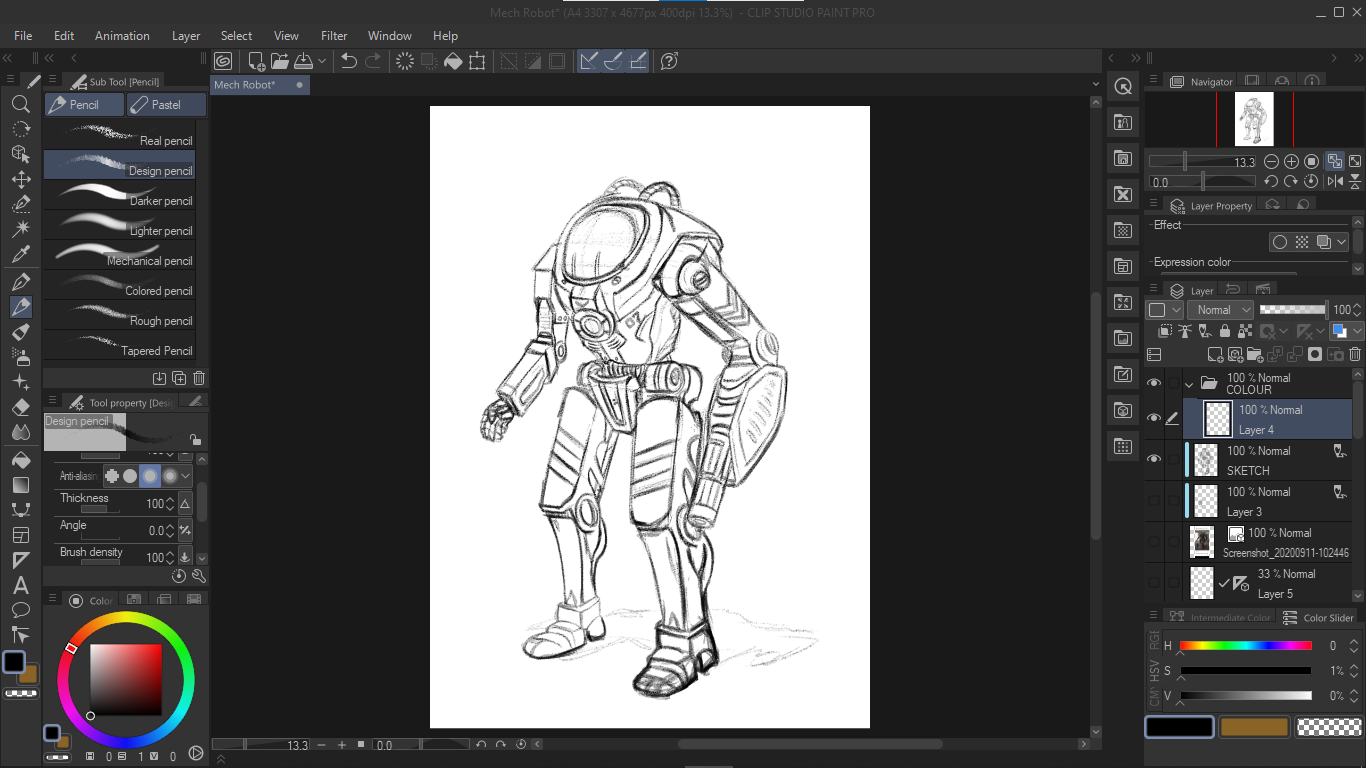 Mech Robot* (A4 3307 x 4677px 400dpi 13.3%) - CLIP STUDIO PAINT PRO
File Edit Animation Layer Select View Filter Window Help
Sub Tool [Pencil]
Pencil Pastel
Real pencil
Design pencil
Darker pencil
Lighter pencil
Mechanical pencil
Colored pencil
Rough pencil
Tapered Pencil
Tool property [Desi
Design pencil
Anti-aliasin
Thickness 100
Angle 0.0
Brush density 100
Color
0 S 1 V 0
Mech Robot*
07
13.3 0.0
Navigator
13.3
0.0
Layer Property
Effect
Expression color
Layer
Normal 100
100 % Normal
COLOUR
100 % Normal
Layer 4
100 % Normal
SKETCH
100 % Normal
Layer 3
100 % Normal
Screenshot_20200911-102446
33 % Normal
Layer 5
Intermediate Color Color Slider
RGB
HSV
H 0
S 1%
V 0%